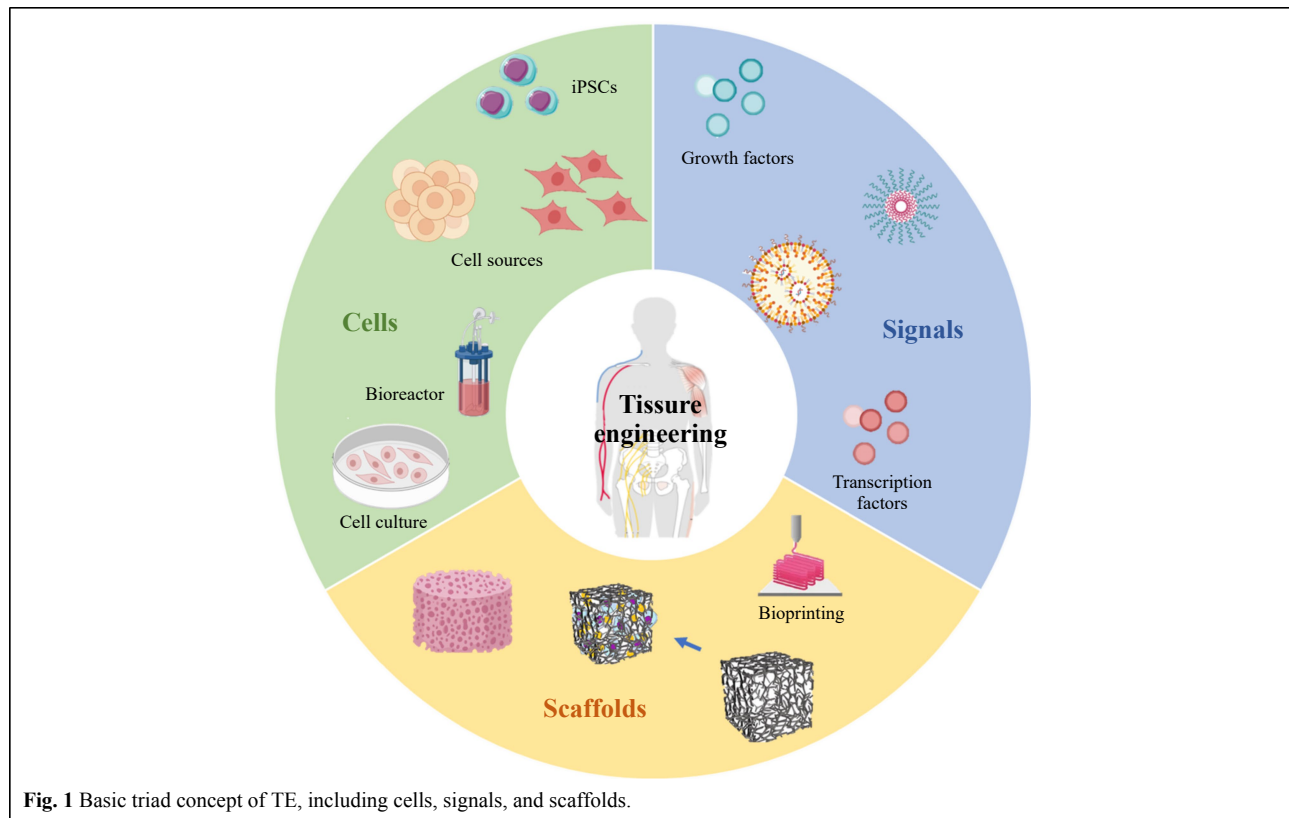 iPSCs
Cell sources
Cells
Bioreactor
Cell culture
Growth factors
Signals
Transcription
factors
Tissure
engineering
Bioprinting
Scaffolds
Fig. 1 Basic triad concept of TE, including cells, signals, and scaffolds.